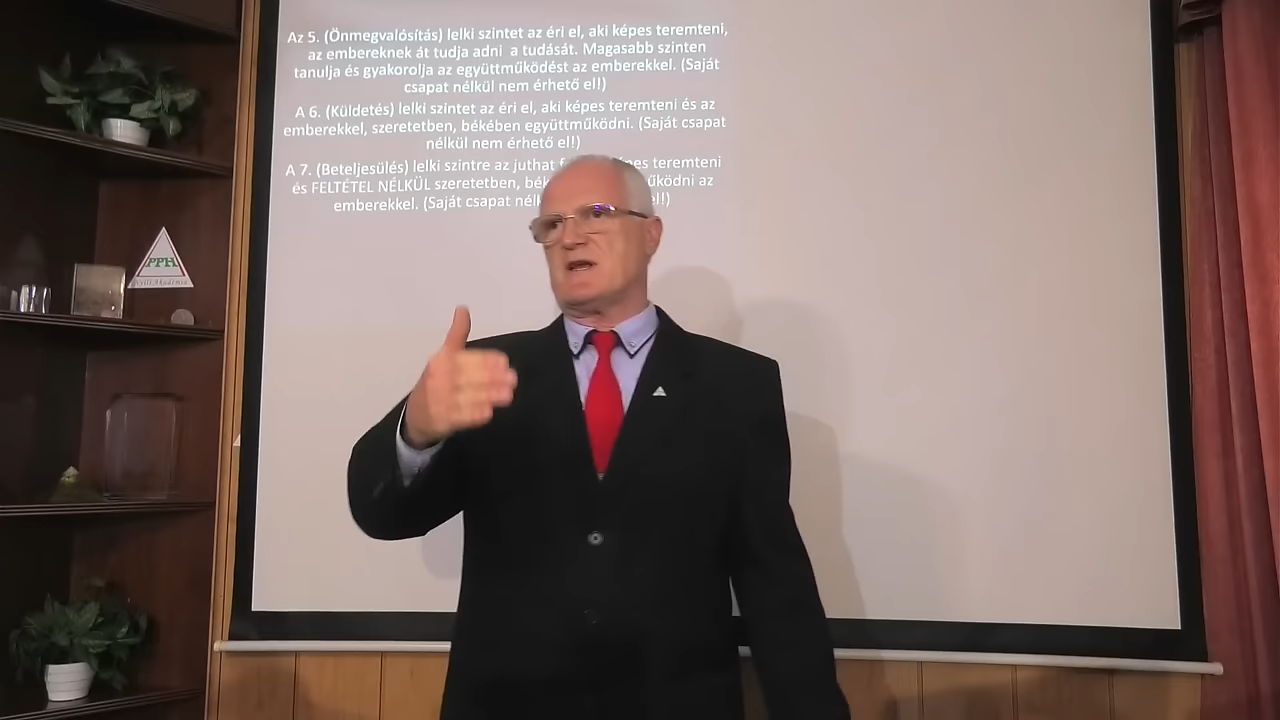 Az 5. (Önmegvalósítás) lelki szintet az éri el, aki képes teremteni,
az embereknek át tudja adni a tudását. Magasabb szinten
tanulja és gyakorolja az együttműködést az emberekkel. (Saját
csapat nélkül nem érhető el!)
A 6. (Küldetés) lelki szintet az éri el, aki képes teremteni és az
emberekkel, szeretetben, békében együttműködni. (Saját csapat
nélkül nem érhető el!)
A 7. (Beteljesülés) lelki szintre az juthat teremteni
és FELTÉTEL NÉLKÜL szeretetben, az
emberekkel. (Saját csapat
PPH
Akadémia